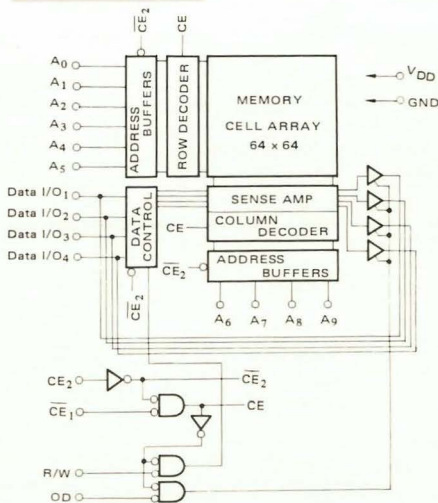 CE2
CE
A0
A1
A2
A3
A4
A5
ADDRESS
BUFFERS
ROW DECODER
MEMORY
CELL ARRAY
64 x 64
VDD
GND
Data I/O1
Data I/O2
Data I/O3
Data I/O4
DATA
CONTROL
SENSE AMP
COLUMN
DECODER
CE
CE2
ADDRESS
BUFFERS
CE2
A6
A7
A8
A9
CE2
CE2
CE1
CE
R/W
OD